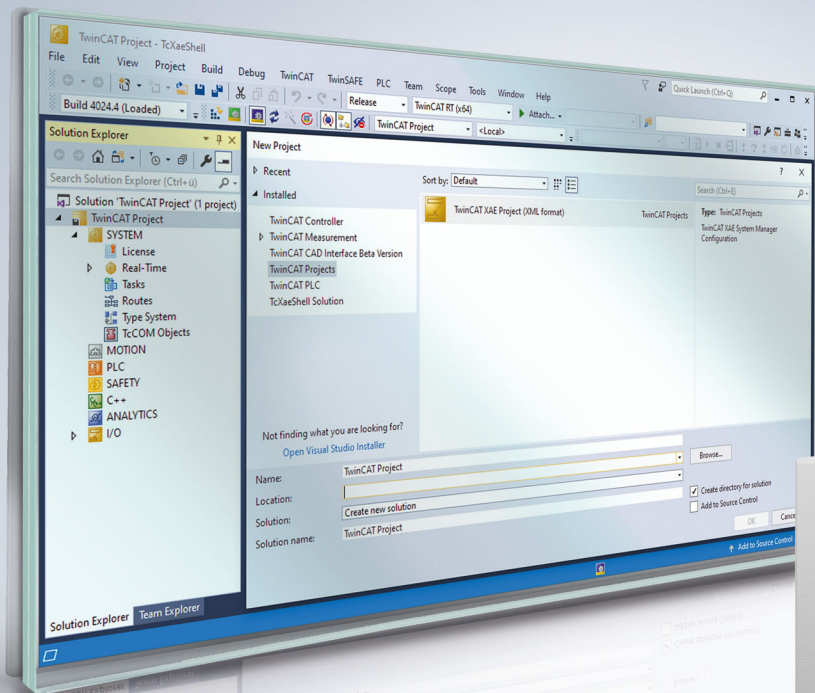 TwinCAT Project - TcXaeShell
File Edit View Project Build Debug TwinCAT TwinSAFE PLC Team Scope Tools Window Help
Quick Launch (Ctrl+Q)
Release TwinCAT RT (x64) Attach...
Build 4024.4 (Loaded) TwinCAT Project <Local>
Solution Explorer
Search Solution Explorer (Ctrl+ü)
Solution 'TwinCAT Project' (1 project)
TwinCAT Project
SYSTEM
License
Real-Time
Tasks
Routes
Type System
TcCOM Objects
MOTION
PLC
SAFETY
C++
ANALYTICS
I/O
Solution Explorer Team Explorer
New Project
? X
Recent
Installed
TwinCAT Controller
TwinCAT Measurement
TwinCAT CAD Interface Beta Version
TwinCAT Projects
TwinCAT PLC
TcXaeShell Solution
Not finding what you are looking for?
Open Visual Studio Installer
Sort by: Default
Search (Ctrl+E)
TwinCAT XAE Project (XML format) TwinCAT Projects
Type: TwinCAT Projects
TwinCAT XAE System Manager
Configuration
Name: TwinCAT Project
Location: Browse...
Solution: Create new solution
Solution name: TwinCAT Project
Create directory for solution
Add to Source Control
OK Cance
Add to Source Control